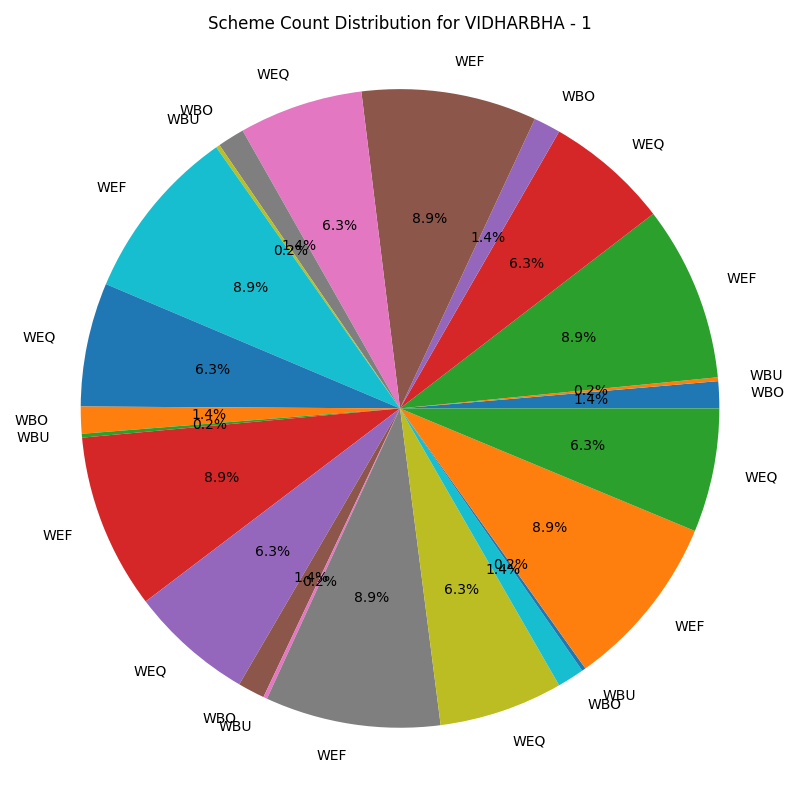 Scheme Count Distribution for VIDHARBHA - 1
WEF
WEQ
WBO
WBO
WBU
WEQ
WEF
WEF
WEQ
WBU
WBO
WBO
WBU
WEQ
WEF
WEF
WEQ
WBU
WBO
WBO
WBU
WEQ
WEF
8.9%
6.3%
1.4%
1.4%
0.2%
6.3%
8.9%
8.9%
6.3%
0.2%
1.4%
1.4%
0.2%
6.3%
8.9%
8.9%
6.3%
0.2%
1.4%
1.4%
0.2%
6.3%
8.9%